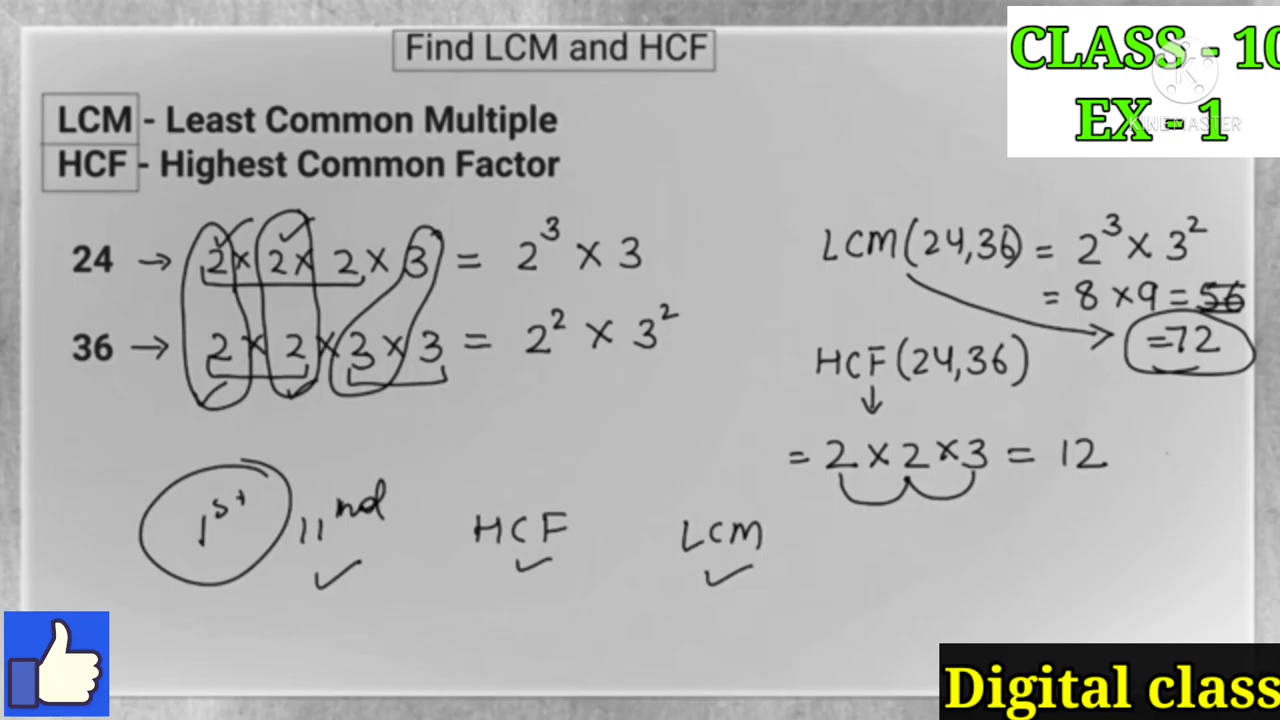 Find LCM and HCF
CLASS - 10
EX - 1
KINEMASTER
LCM - Least Common Multiple
HCF - Highest Common Factor
24 → 2 × 2 × 2 × 3 = 2³ × 3
36 → 2 × 2 × 3 × 3 = 2² × 3²
LCM(24,36) = 2³ × 3²
= 8 × 9 = 56
= 72
HCF(24,36)
↓
= 2 × 2 × 3 = 12
1st 11nd HCF LCM
Digital class